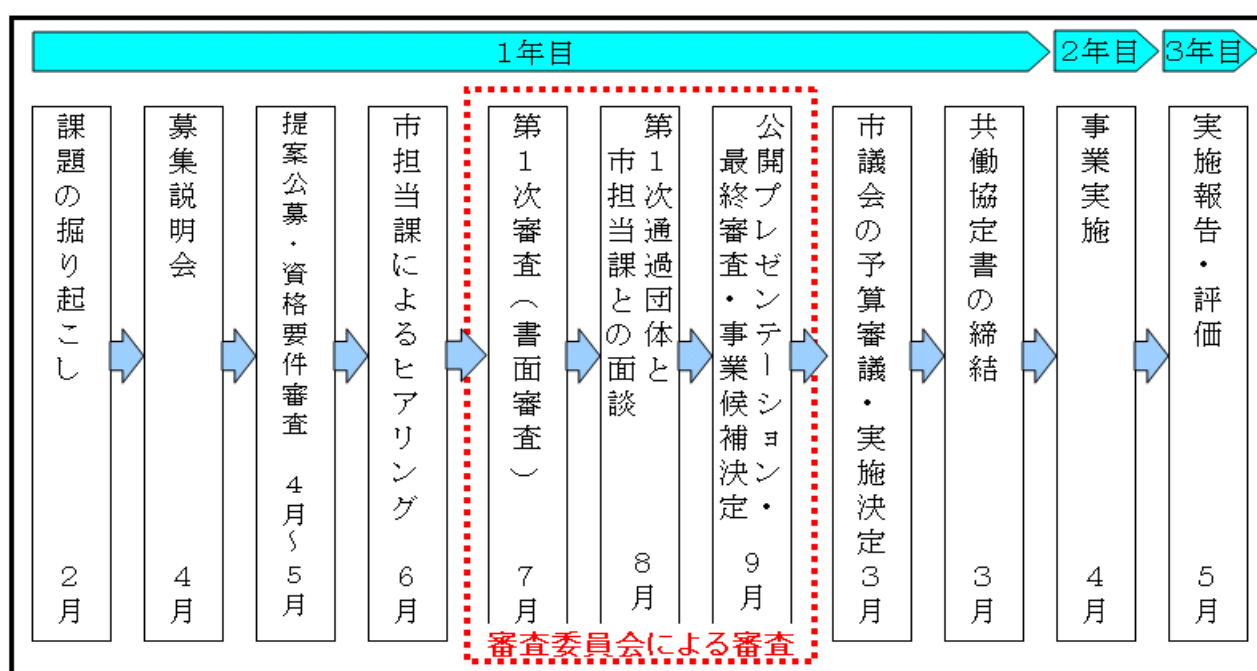 1年目
2年目
3年目
課題の掘り起こし
2月
募集説明会
4月
提案公募・資格要件審査
4月~5月
市担当課によるヒアリング
6月
第1次審査(書面審査)
7月
第1次通過団体と
市担当課との面談
8月
公開プレゼンテーション・
最終審査・事業候補決定
9月
市議会の予算審議・実施決定
3月
共働協定書の締結
3月
事業実施
4月
実施報告・評価
5月
審査委員会による審査